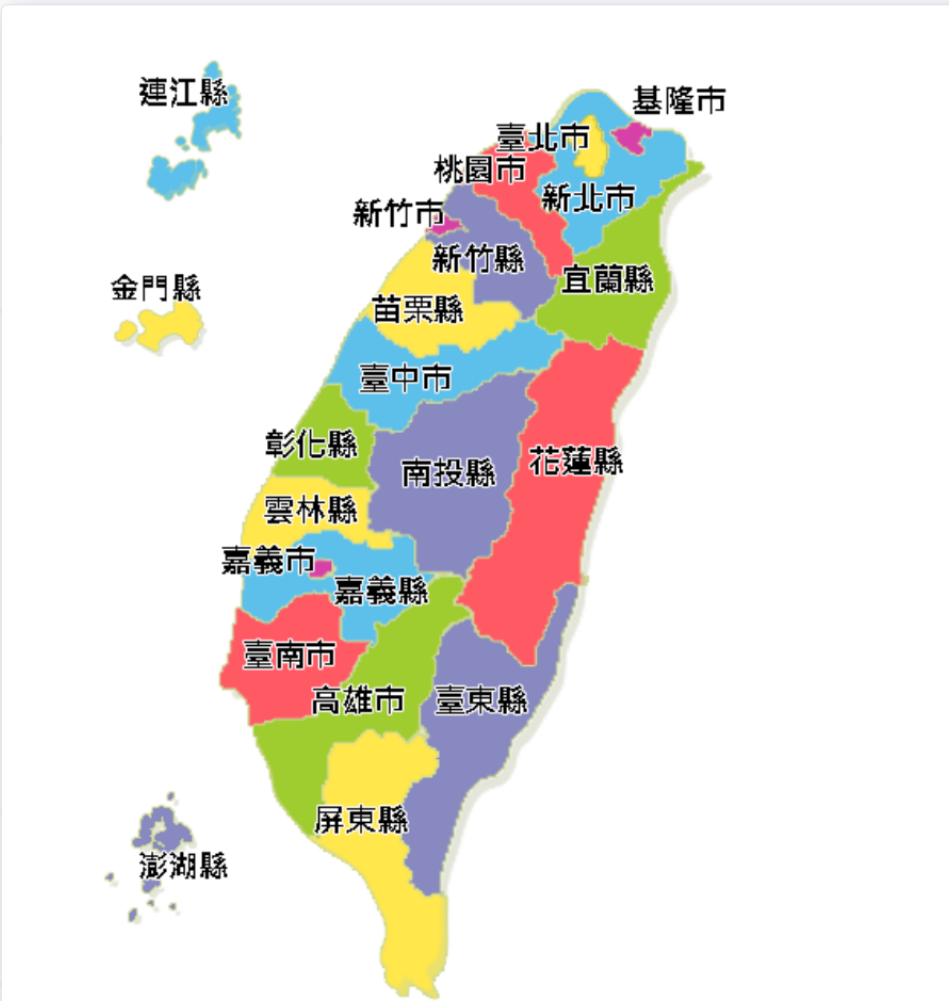 連江縣
基隆市
臺北市
桃園市
新北市
新竹市
新竹縣
宜蘭縣
金門縣
苗栗縣
臺中市
彰化縣
花蓮縣
南投縣
雲林縣
嘉義市
嘉義縣
臺南市
高雄市
臺東縣
屏東縣
澎湖縣